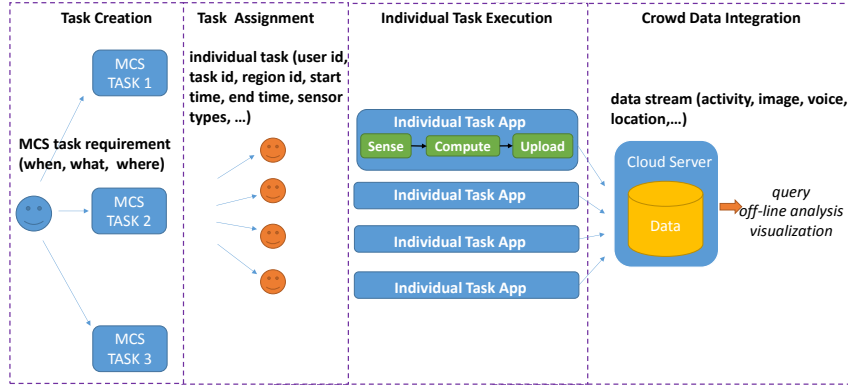 Task Creation
MCS
TASK 1
MCS task requirement
(when, what, where)
MCS
TASK 2
MCS
TASK 3
Task Assignment
individual task (user id,
task id, region id, start
time, end time, sensor
types, …)
Individual Task Execution
Individual Task App
Sense
Compute
Upload
Individual Task App
Individual Task App
Individual Task App
Crowd Data Integration
data stream (activity, image, voice,
location,…)
Cloud Server
Data
query
off-line analysis
visualization